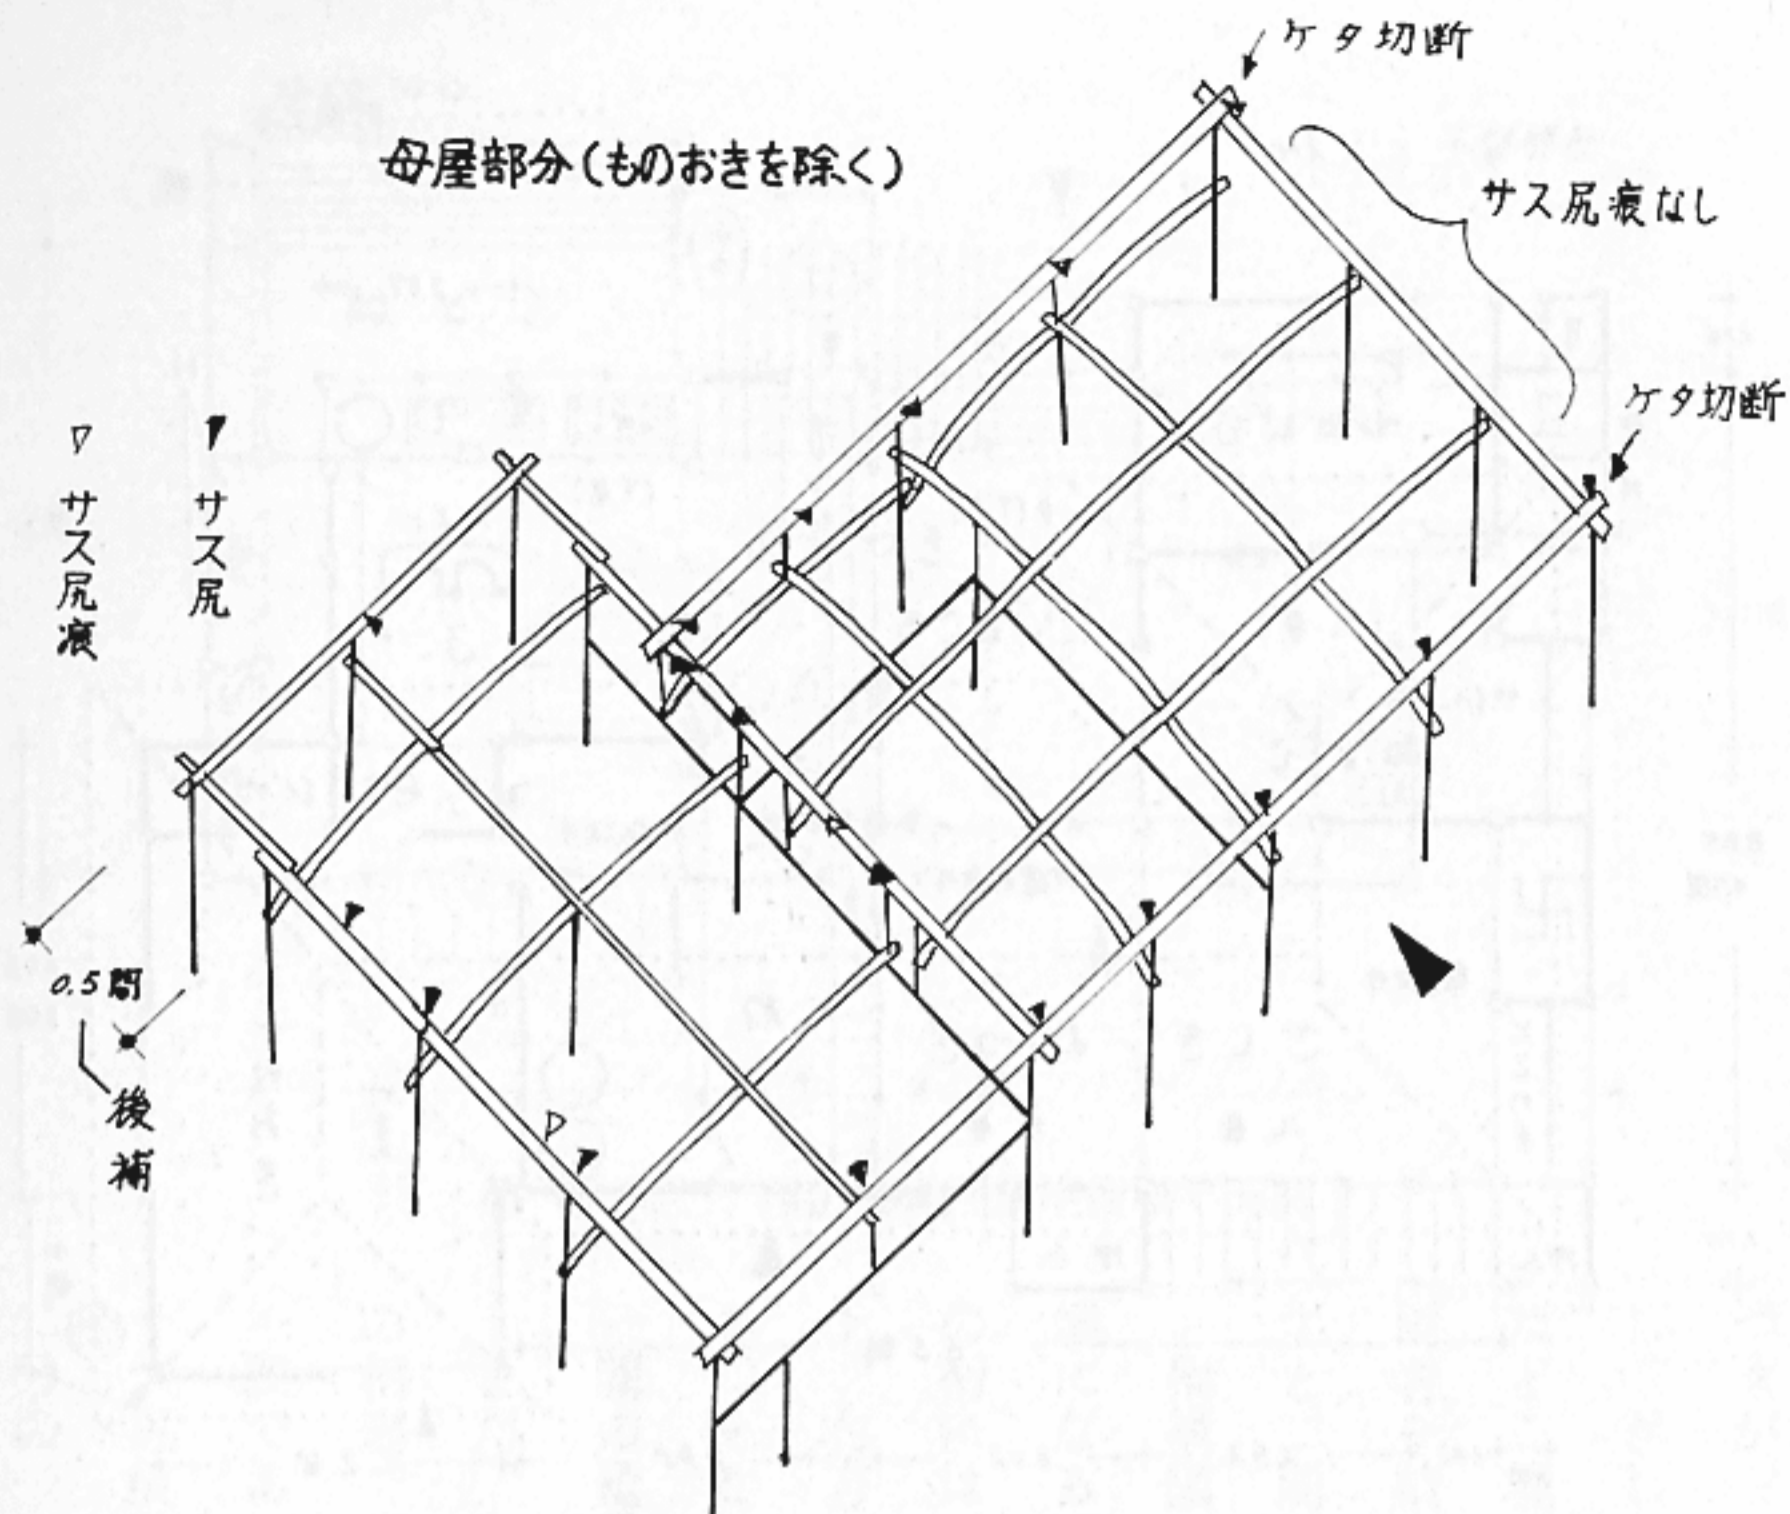 ケタ切断
母屋部分(ものおきを除く)
サス尻痕なし
ケタ切断
サス尻
サス尻痕
0.5間
後補